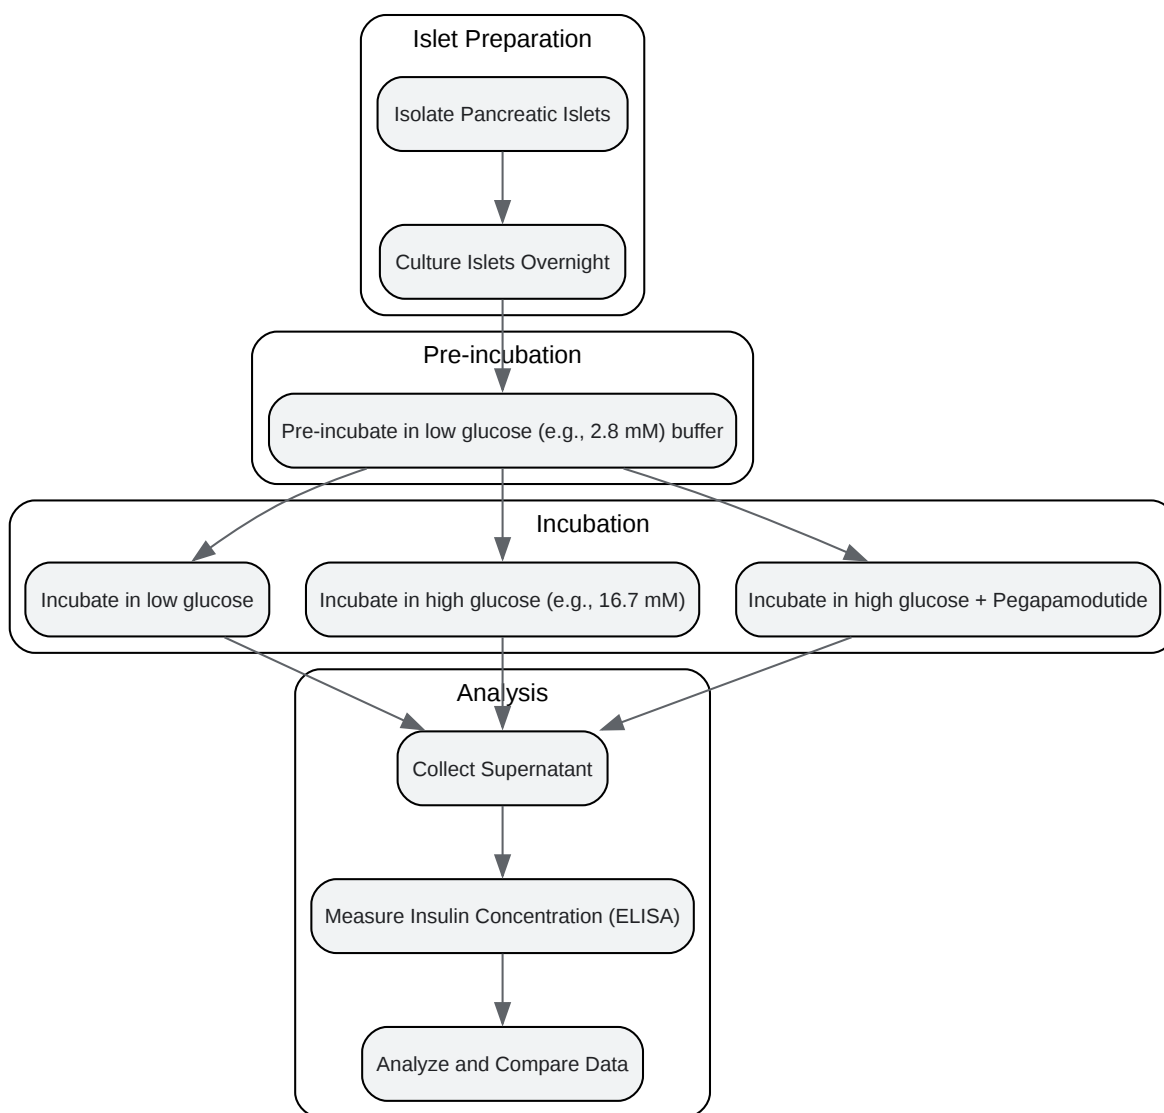 Islet Preparation
Isolate Pancreatic Islets
Culture Islets Overnight
Pre-incubation
Pre-incubate in low glucose (e.g., 2.8 mM) buffer
Incubation
Incubate in low glucose
Incubate in high glucose (e.g., 16.7 mM)
Incubate in high glucose + Pegapamodutide
Analysis
Collect Supernatant
Measure Insulin Concentration (ELISA)
Analyze and Compare Data